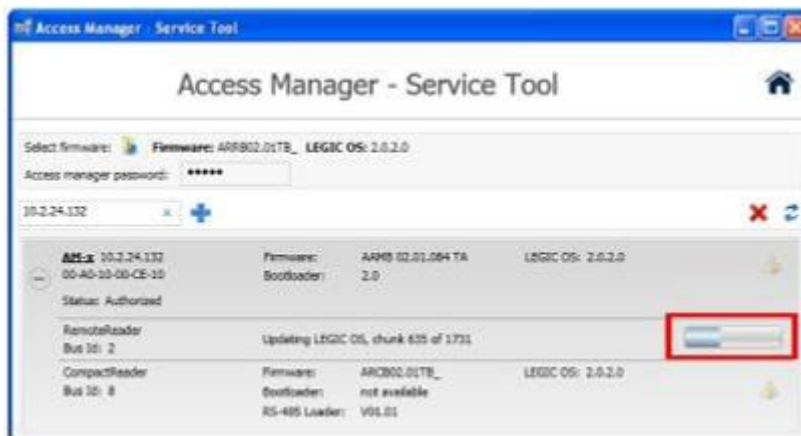 Access Manager - Service Tool
Access Manager - Service Tool
Select firmware: Firmware: ARRB02.01TB_ LEGIC OS: 2.0.2.0
Access manager password: •••••
10.2.24.132 x
AM-x 10.2.24.132 Firmware: AAMB 02.01.084 TA LEGIC OS: 2.0.2.0
00-A0-10-00-CE-10 Bootloader: 2.0
Status: Authorized
RemoteReader Updating LEGIC OS, chunk 635 of 1731
Bus Id: 2
CompactReader Firmware: ARCB02.01TB_ LEGIC OS: 2.0.2.0
Bus Id: 8 Bootloader: not available
RS-485 Loader: V01.01